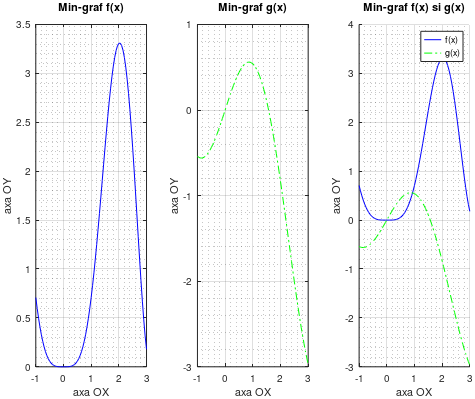 Min-graf f(x)
3.5
3
2.5
2
1.5
1
0.5
0
-1 0 1 2 3
axa OX
axa OY
Min-graf g(x)
1
0
-1
-2
-3
-1 0 1 2 3
axa OX
axa OY
Min-graf f(x) si g(x)
f(x)
g(x)
4
3
2
1
0
-1
-2
-3
-1 0 1 2 3
axa OX
axa OY